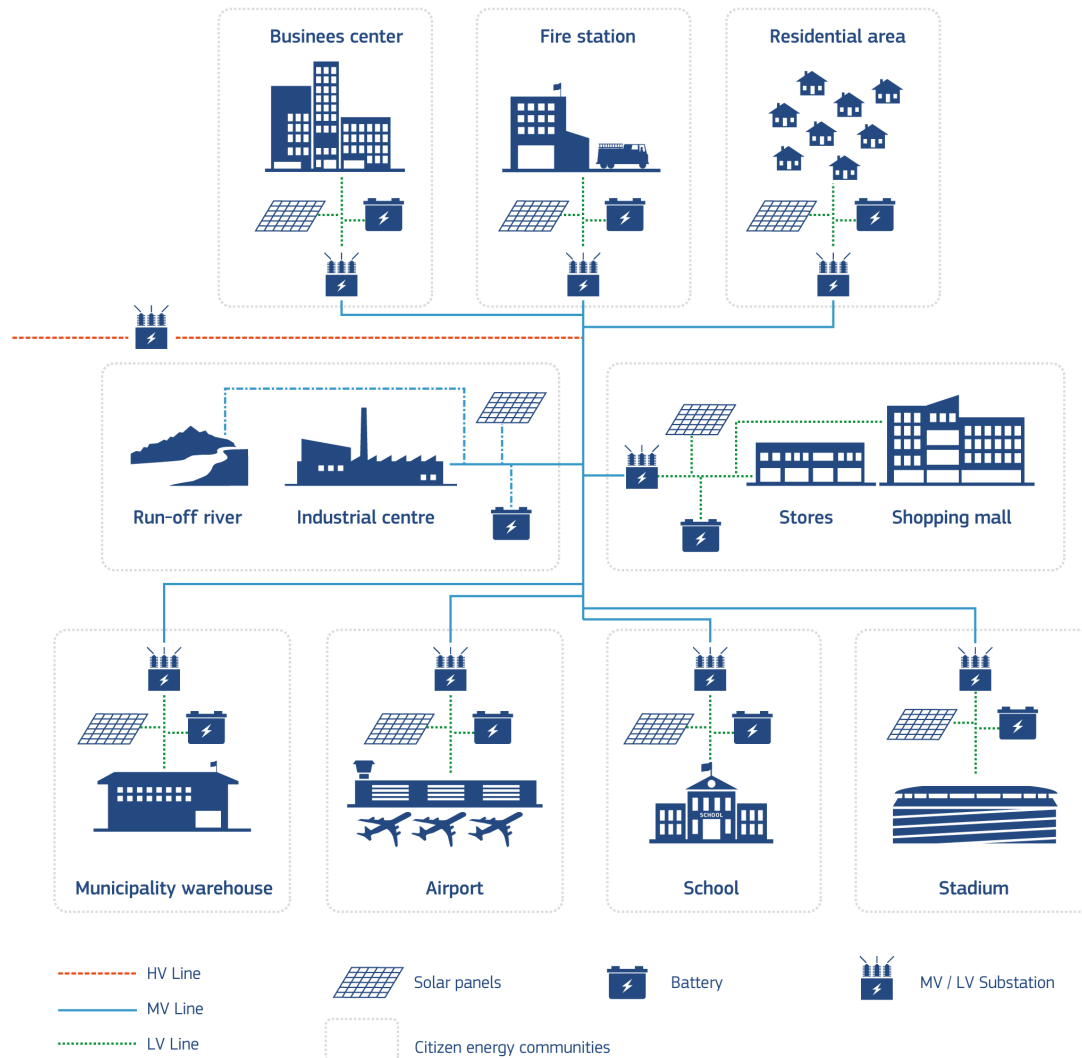 Businees center
Fire station
Residential area
Run-off river
Industrial centre
Stores
Shopping mall
SCHOOL
Municipality warehouse
Airport
School
Stadium
HV Line
Solar panels
Battery
MV / LV Substation
MV Line
LV Line
Citizen energy communities